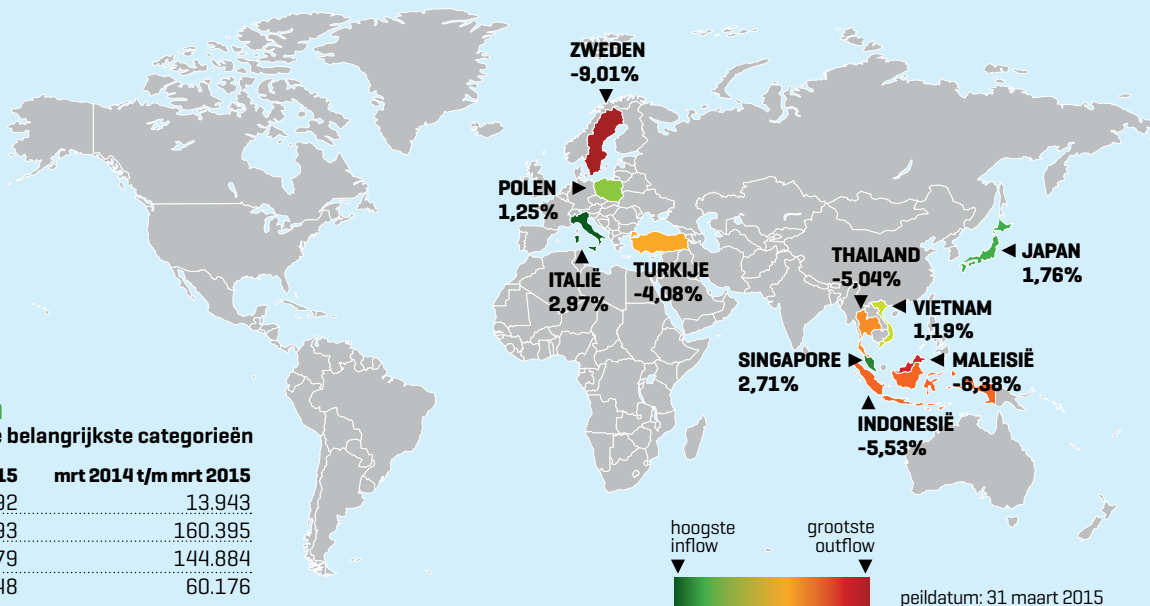 ZWEDEN
-9,01%
POLEN
1,25%
ITALIË
2,97%
TURKIJE
-4,08%
THAILAND
-5,04%
JAPAN
1,76%
VIETNAM
1,19%
SINGAPORE
2,71%
MALEISIË
-6,38%
INDONESIË
-5,53%
belangrijkste categorieën
15 mrt 2014 t/m mrt 2015
92 13.943
93 160.395
79 144.884
48 60.176
hoogste
inflow
grootste
outflow
peildatum: 31 maart 2015